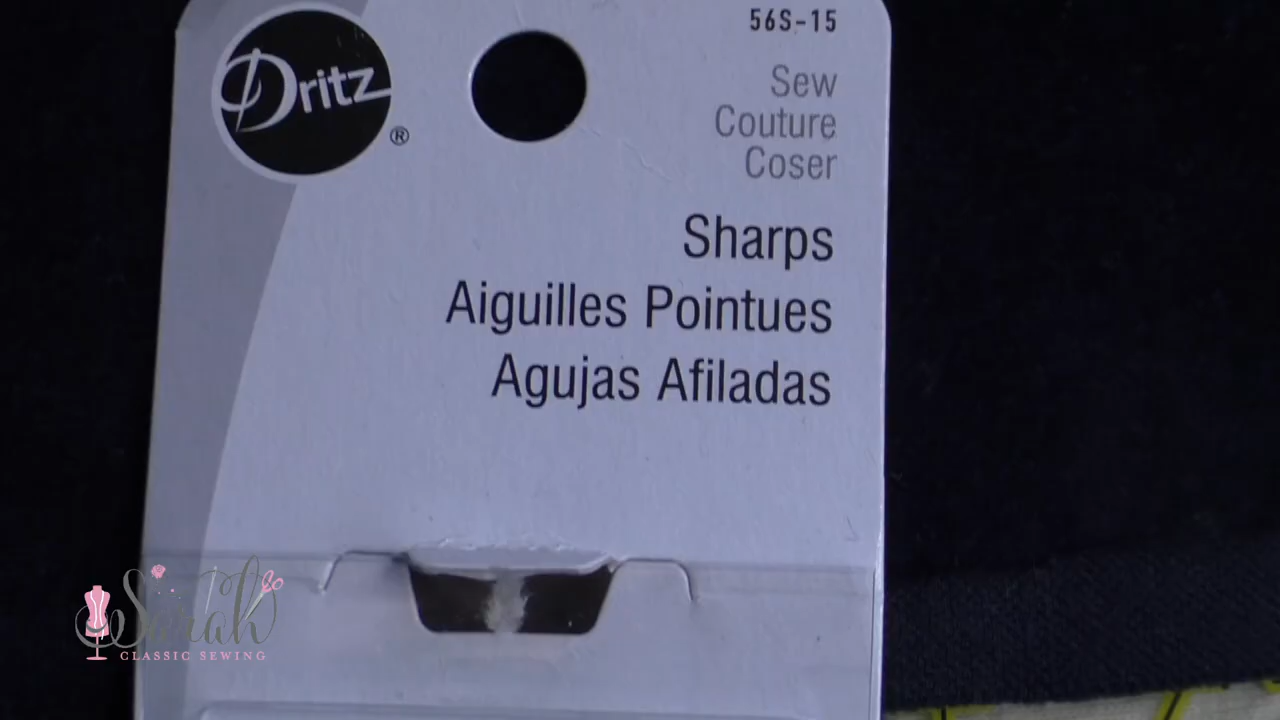 56S-15
Dritz
®
Sew
Couture
Coser
Sharps
Aiguilles Pointues
Agujas Afiladas
Sarah
CLASSIC SEWING